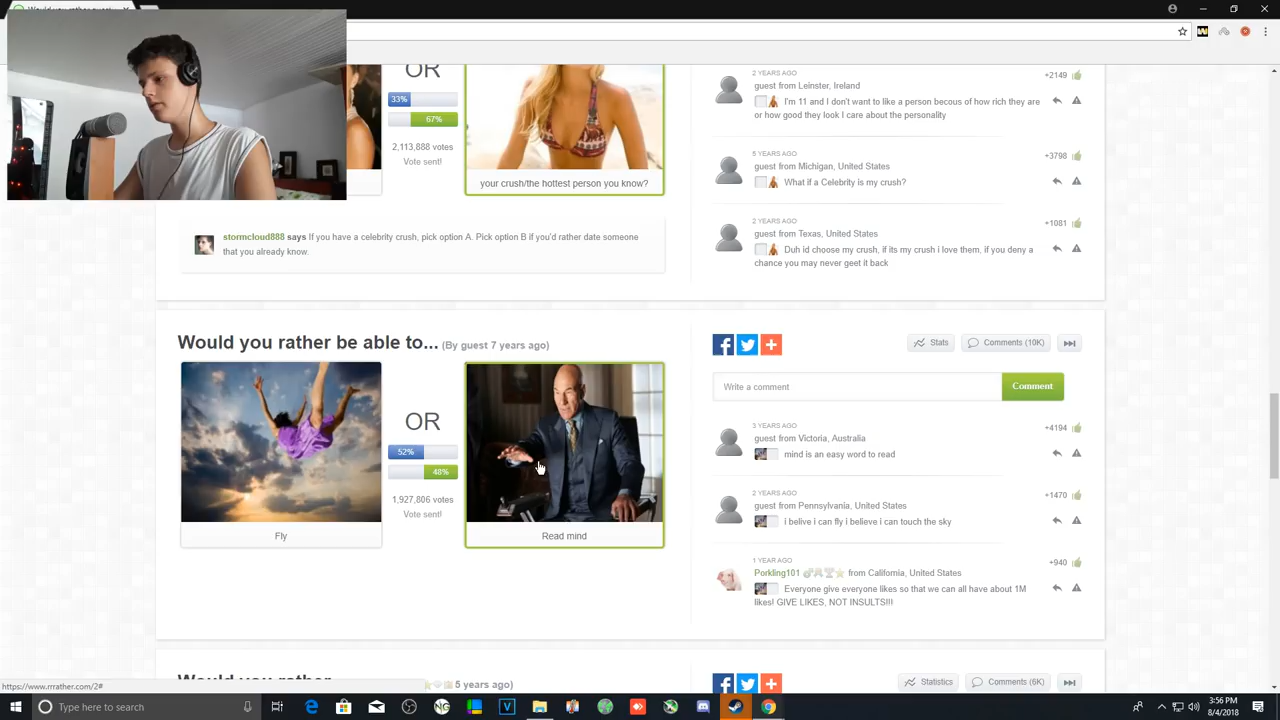 OR
33%
67%
2,113,888 votes
Vote sent!
your crush/the hottest person you know?
stormcloud888 says If you have a celebrity crush, pick option A. Pick option B if you'd rather date someone
that you already know.
2 YEARS AGO
+2149
guest from Leinster, Ireland
I'm 11 and I don't want to like a person becous of how rich they are
or how good they look I care about the personality
5 YEARS AGO
+3798
guest from Michigan, United States
What if a Celebrity is my crush?
2 YEARS AGO
+1081
guest from Texas, United States
Duh id choose my crush, if its my crush i love them, if you deny a
chance you may never geet it back
Would you rather be able to... (By guest 7 years ago)
OR
52%
48%
1,927,806 votes
Vote sent!
Fly
Read mind
Stats
Comments (10K)
Write a comment
Comment
3 YEARS AGO
+4194
guest from Victoria, Australia
mind is an easy word to read
2 YEARS AGO
+1470
guest from Pennsylvania, United States
i belive i can fly i believe i can touch the sky
1 YEAR AGO
+940
Porkling101 from California, United States
Everyone give everyone likes so that we can all have about 1M
likes! GIVE LIKES, NOT INSULTS!!!
Would you rather
5 years ago)
Statistics
Comments (6K)
https://www.rrrather.com/2#
Type here to search
3:56 PM
8/4/2018